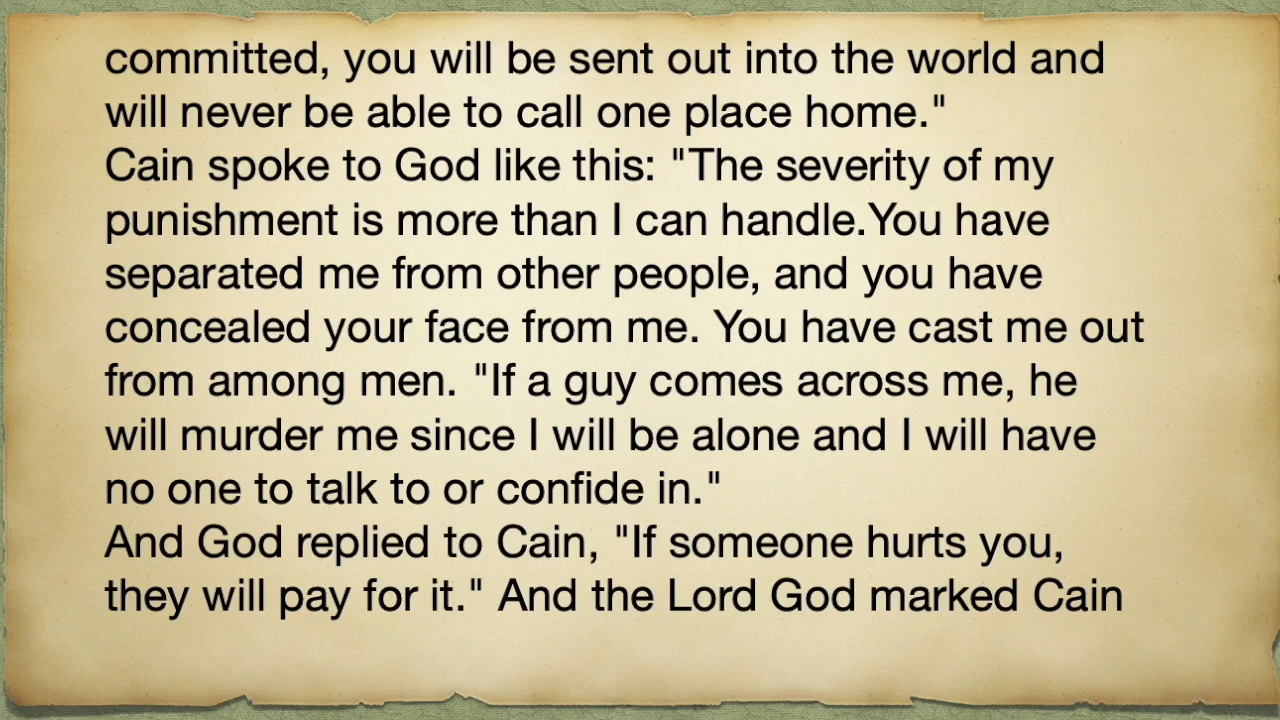 committed, you will be sent out into the world and
will never be able to call one place home."
Cain spoke to God like this: "The severity of my
punishment is more than I can handle.You have
separated me from other people, and you have
concealed your face from me. You have cast me out
from among men. "If a guy comes across me, he
will murder me since I will be alone and I will have
no one to talk to or confide in."
And God replied to Cain, "If someone hurts you,
they will pay for it." And the Lord God marked Cain